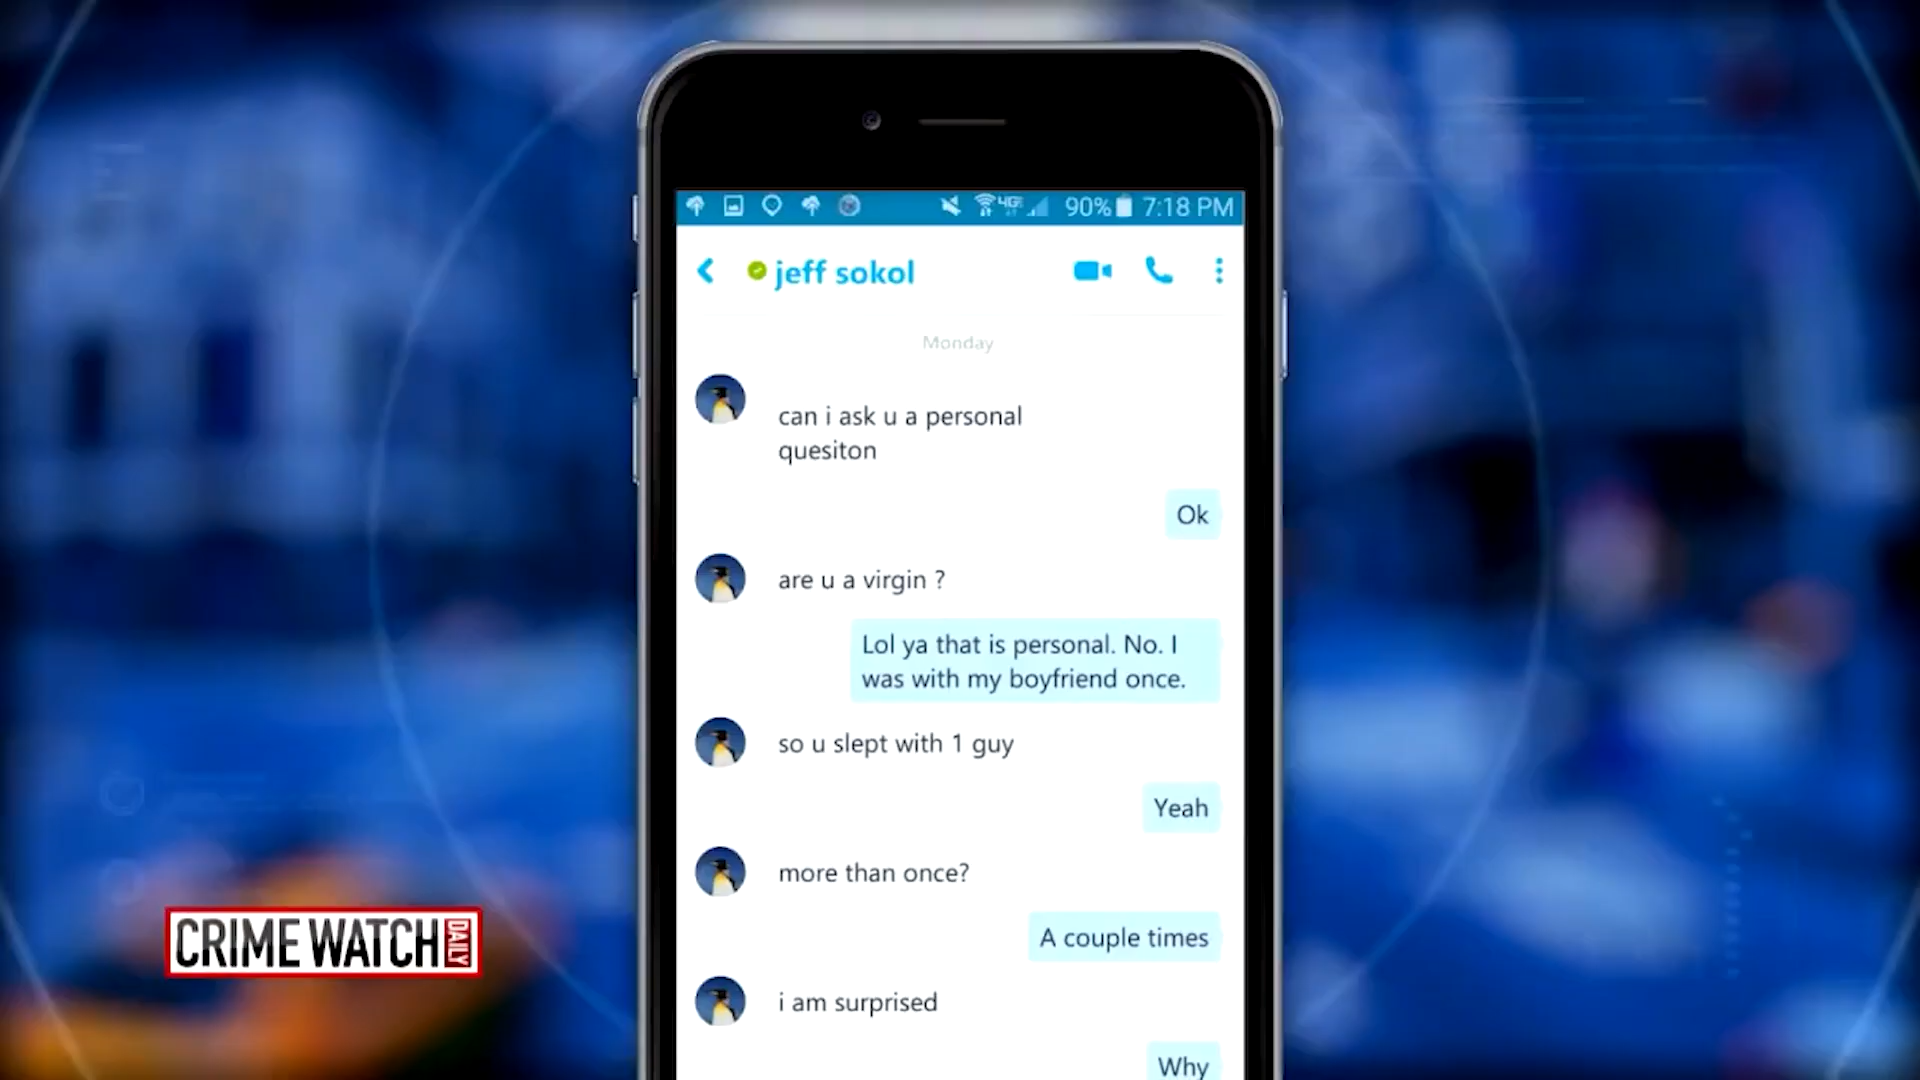 90% 7:18 PM
jeff sokol
Monday
can i ask u a personal
quesiton
Ok
are u a virgin ?
Lol ya that is personal. No. I
was with my boyfriend once.
so u slept with 1 guy
Yeah
more than once?
A couple times
i am surprised
Why
CRIME WATCH DAILY